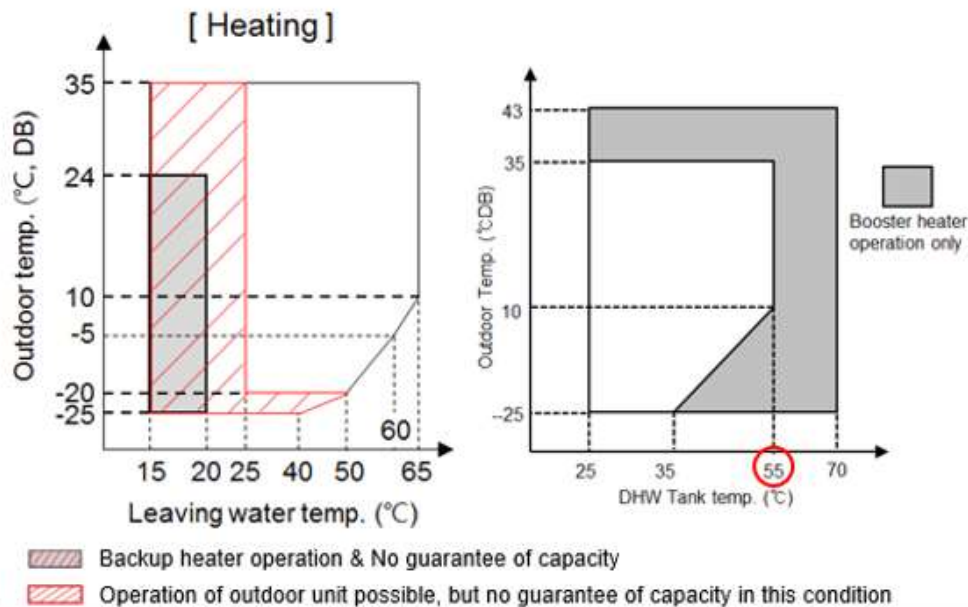 [ Heating ]
Outdoor temp. (℃, DB)
35
24
10
-5
-20
-25
15 20 25 40 50 65
60
Leaving water temp. (℃)
Outdoor Temp. (℃DB)
43
35
10
--25
25 35 55 70
DHW Tank temp. (℃)
Booster heater
operation only
Backup heater operation & No guarantee of capacity
Operation of outdoor unit possible, but no guarantee of capacity in this condition